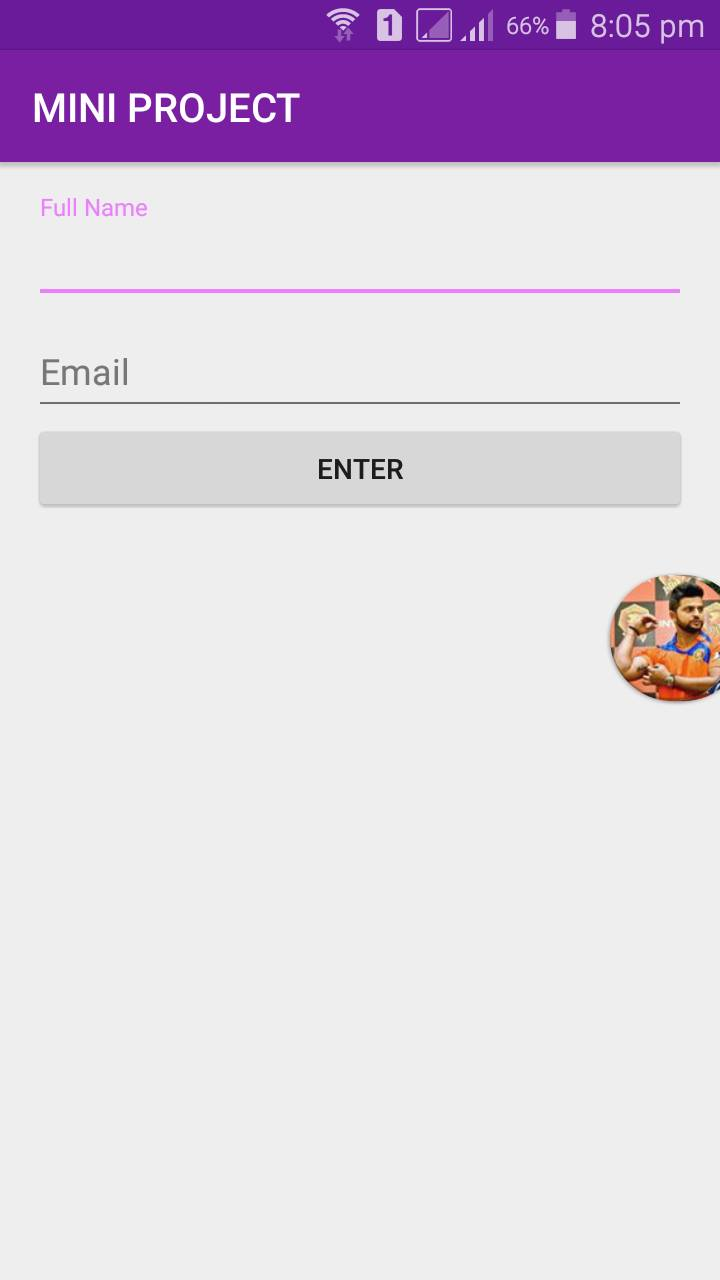 1 66% 8:05 pm
MINI PROJECT
Full Name
Email
ENTER